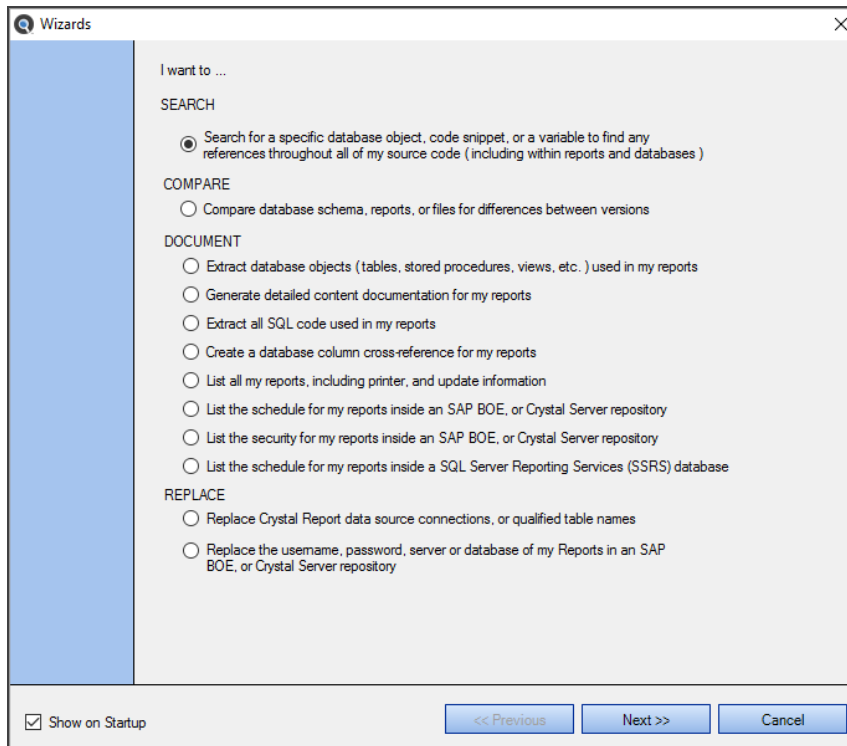 Wizards
I want to ...
SEARCH
Search for a specific database object, code snippet, or a variable to find any
references throughout all of my source code ( including within reports and databases )
COMPARE
Compare database schema, reports, or files for differences between versions
DOCUMENT
Extract database objects ( tables, stored procedures, views, etc. ) used in my reports
Generate detailed content documentation for my reports
Extract all SQL code used in my reports
Create a database column cross-reference for my reports
List all my reports, including printer, and update information
List the schedule for my reports inside an SAP BOE, or Crystal Server repository
List the security for my reports inside an SAP BOE, or Crystal Server repository
List the schedule for my reports inside a SQL Server Reporting Services (SSRS) database
REPLACE
Replace Crystal Report data source connections, or qualified table names
Replace the username, password, server or database of my Reports in an SAP
BOE, or Crystal Server repository
Show on Startup
<< Previous
Next >>
Cancel